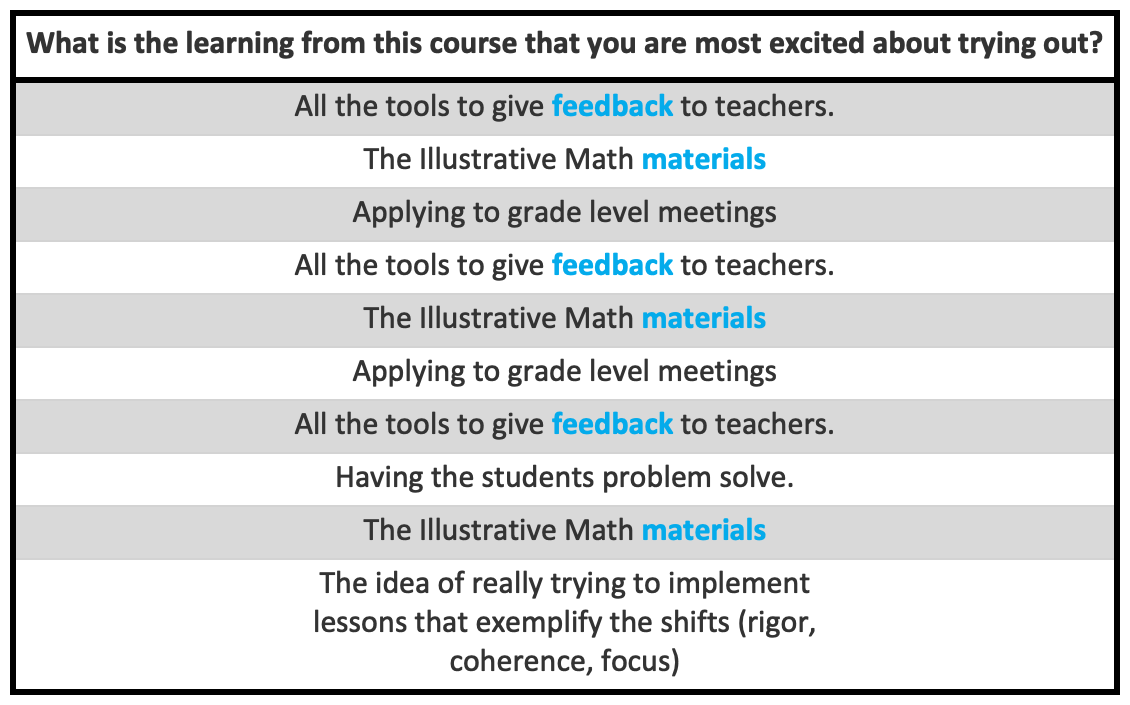 What is the learning from this course that you are most excited about trying out?
All the tools to give feedback to teachers.
The Illustrative Math materials
Applying to grade level meetings
All the tools to give feedback to teachers.
The Illustrative Math materials
Applying to grade level meetings
All the tools to give feedback to teachers.
Having the students problem solve.
The Illustrative Math materials
The idea of really trying to implement
lessons that exemplify the shifts (rigor,
coherence, focus)